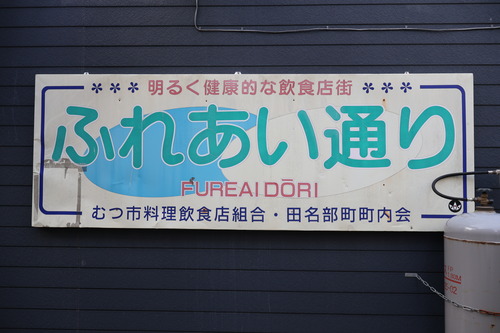 ***明るく健康的な飲食店街***
ふれあい通り
FUREAI DŌRI
むつ市料理飲食店組合・田名部町町内会